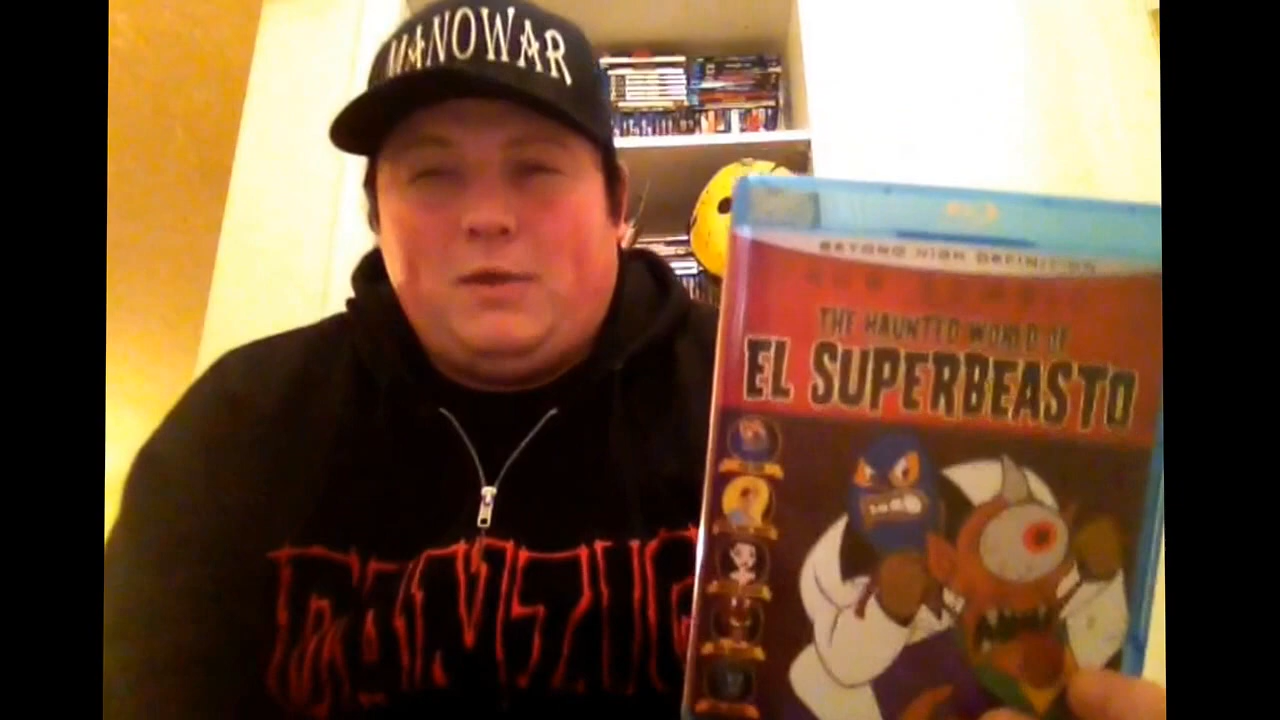 MANOWAR
BEYOND HIGH DEFINITION
THE HAUNTED WORLD OF
EL SUPERBEASTO
DANZIG